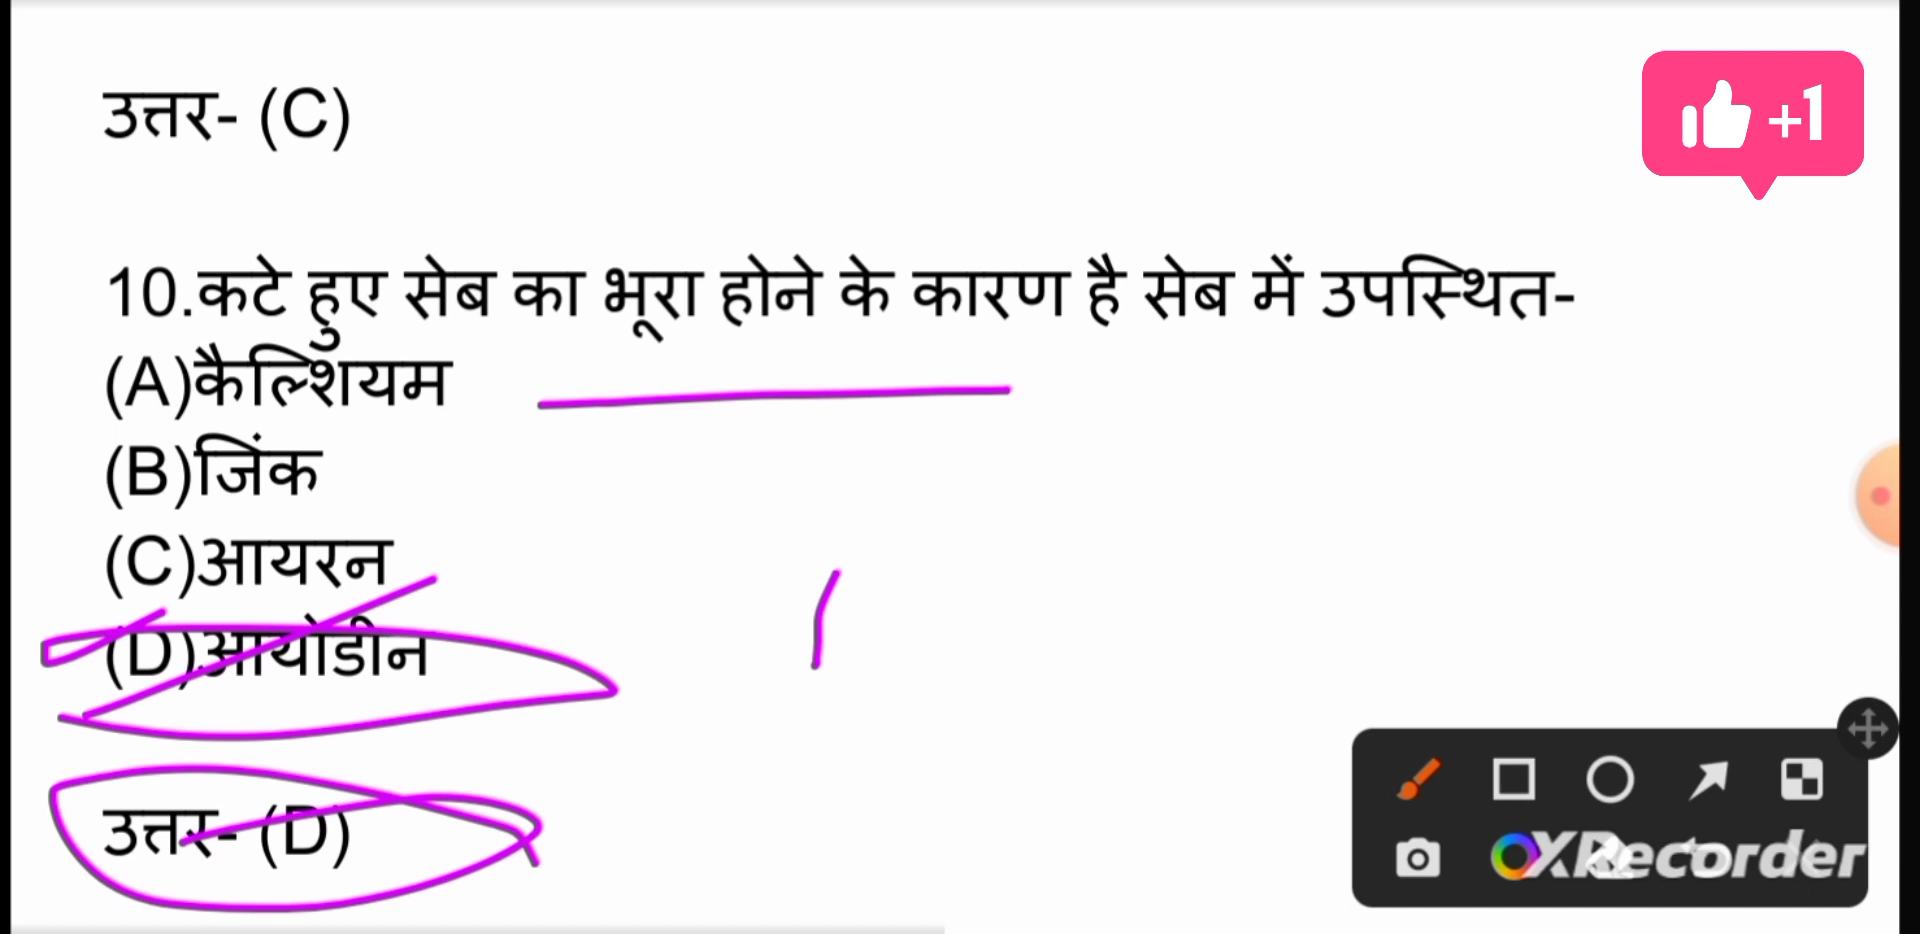 उत्तर- (C)
+1
10.कटे हुए सेब का भूरा होने के कारण है सेब में उपस्थित-
(A)कैल्शियम
(B)जिंक
(C)आयरन
(D)आयोडीन
उत्तर- (D)
XRecorder